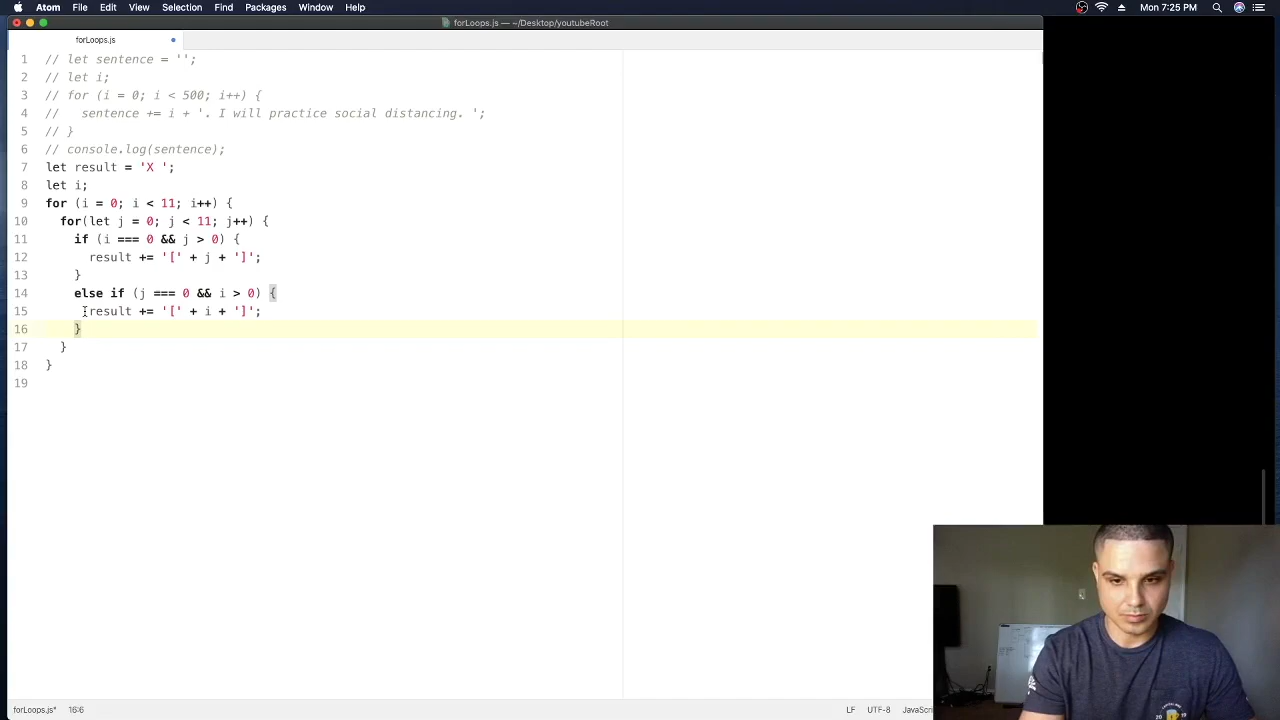 Atom File Edit View Selection Find Packages Window Help Mon 7:25 PM
forLoops.js — ~/Desktop/youtubeRoot
forLoops.js
1 // let sentence = '';
2 // let i;
3 // for (i = 0; i < 500; i++) {
4 //   sentence += i + '. I will practice social distancing. ';
5 // }
6 // console.log(sentence);
7 let result = 'X ';
8 let i;
9 for (i = 0; i < 11; i++) {
10   for(let j = 0; j < 11; j++) {
11     if (i === 0 && j > 0) {
12       result += '[' + j + ']';
13     }
14     else if (j === 0 && i > 0) {
15       result += '[' + i + ']';
16     }
17   }
18 }
19
forLoops.js* 16:6 LF UTF-8 JavaScri